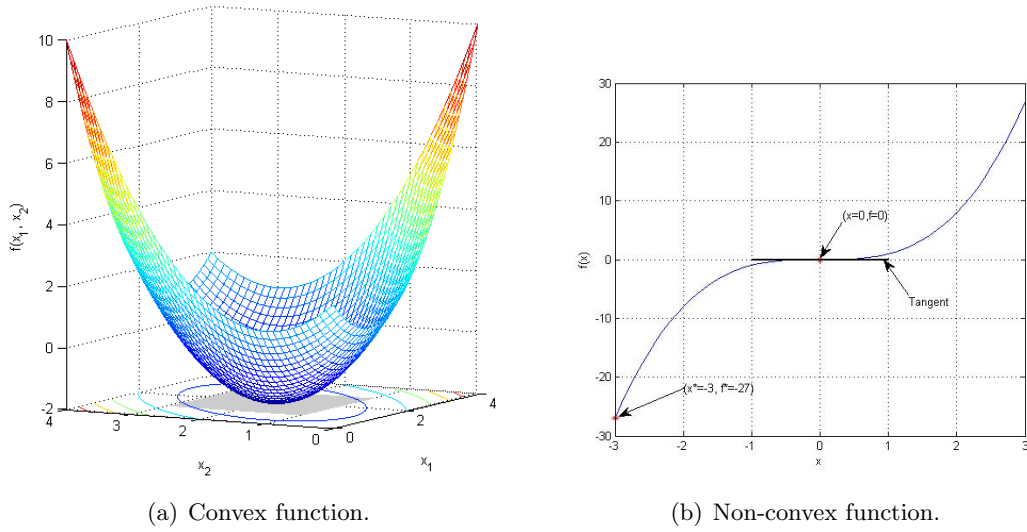 10
8
6
4
2
0
-2
f(x₁, x₂)
4
3
2
1
0
x₂
0
2
4
x₁
30
20
10
0
-10
-20
-30
f(x)
-3
-2
-1
0
1
2
3
x
(x=0,f=0)
Tangent
(x*=-3, f*=-27)
(a) Convex function.
(b) Non-convex function.